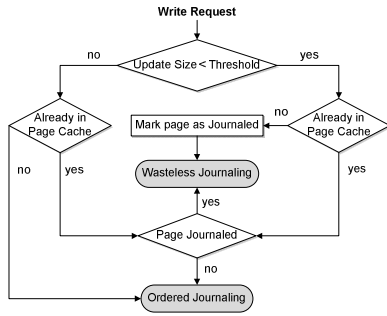 Write Request
no
yes
Update Size < Threshold
Already in
Page Cache
no
Mark page as Journaled
Already in
Page Cache
no
yes
Wasteless Journaling
yes
yes
Page Journaled
no
Ordered Journaling